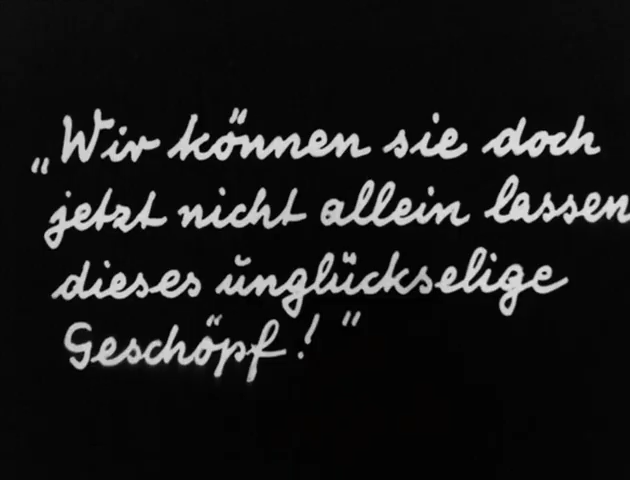 „Wir können sie doch
jetzt nicht allein lassen
dieses unglückselige
Geschöpf!"